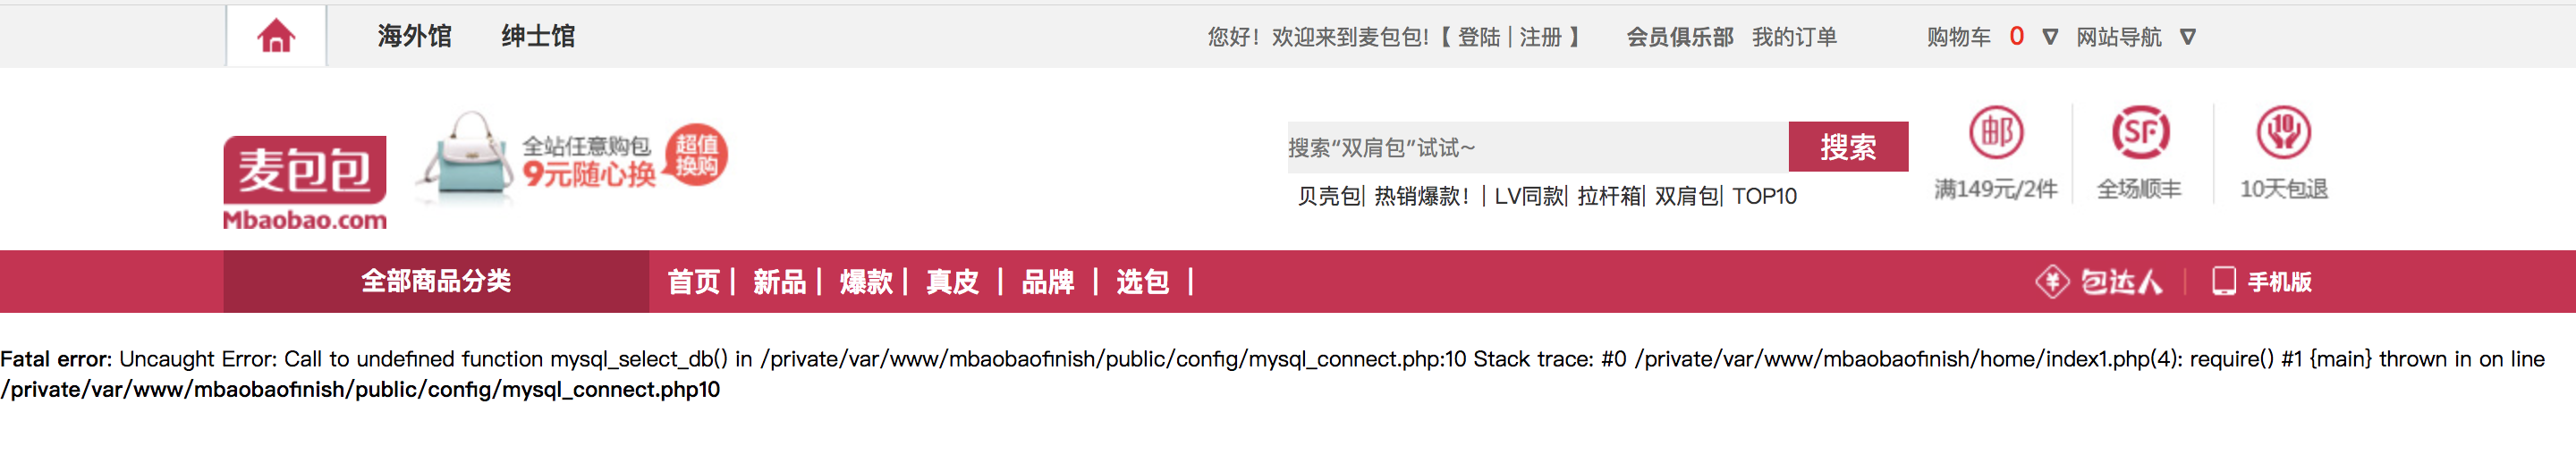 海外馆 绅士馆 您好！欢迎来到麦包包!【 登陆 | 注册 】 会员俱乐部 我的订单 购物车 0 ∇ 网站导航 ∇
麦包包
Mbaobao.com
全站任意购包
9元随心换
超值
换购
搜索“双肩包”试试~ 搜索
贝壳包| 热销爆款！| LV同款| 拉杆箱| 双肩包| TOP10
邮 SF 10
满149元/2件 全场顺丰 10天包退
全部商品分类 首页 | 新品 | 爆款 | 真皮 | 品牌 | 选包 | 包达人 | 手机版
Fatal error: Uncaught Error: Call to undefined function mysql_select_db() in /private/var/www/mbaobaofinish/public/config/mysql_connect.php:10 Stack trace: #0 /private/var/www/mbaobaofinish/home/index1.php(4): require() #1 {main} thrown in on line
/private/var/www/mbaobaofinish/public/config/mysql_connect.php10